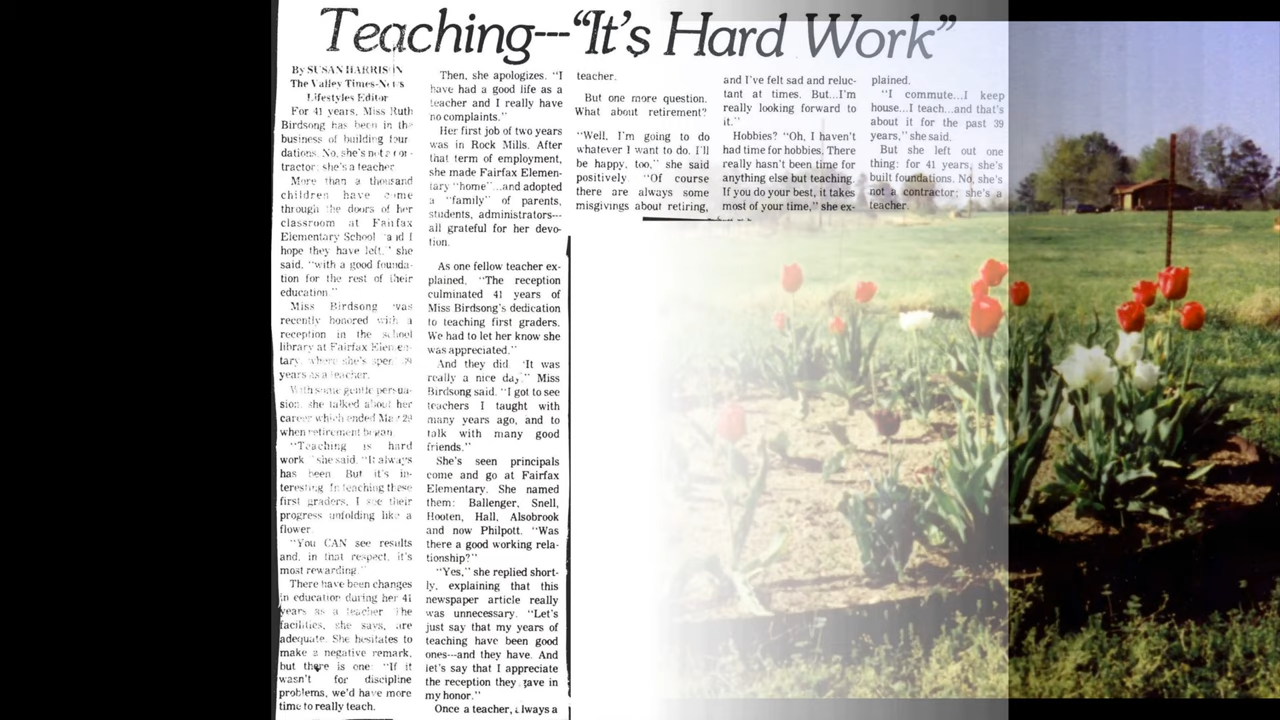 Teaching---"It's Hard Work"
By SUSAN HARRISON
The Valley Times-News
Lifestyles Editor
For 41 years, Miss Ruth
Birdsong has been in the
business of building foun-
dations. No, she's not a con-
tractor; she's a teacher
More than a thousand
children have come
through the doors of her
classroom at Fairfax
Elementary School "and I
hope they have left," she
said, "with a good founda-
tion for the rest of their
education."
Miss Birdsong was
recently honored with a
reception in the school
library at Fairfax Elemen-
tary, where she's spent 39
years as a teacher.
With some gentle persua-
sion, she talked about her
career which ended May 29
when retirement began.
"Teaching is hard
work" she said. "It always
has been. But it's in-
teresting. In teaching these
first graders, I see their
progress unfolding like a
flower.
"You CAN see results
and, in that respect, it's
most rewarding."
There have been changes
in education during her 41
years as a teacher. The
facilities, she says, are
adequate. She hesitates to
make a negative remark,
but there is one: "If it
wasn't for discipline
problems, we'd have more
time to really teach.
Then, she apologizes. "I
have had a good life as a
teacher and I really have
no complaints."
Her first job of two years
was in Rock Mills. After
that term of employment,
she made Fairfax Elemen-
tary "home"...and adopted
a "family" of parents,
students, administrators---
all grateful for her devo-
tion.
As one fellow teacher ex-
plained, "The reception
culminated 41 years of
Miss Birdsong's dedication
to teaching first graders.
We had to let her know she
was appreciated."
And they did. "It was
really a nice day," Miss
Birdsong said. "I got to see
teachers I taught with
many years ago, and to
talk with many good
friends."
She's seen principals
come and go at Fairfax
Elementary. She named
them: Ballenger, Snell,
Hooten, Hall, Alsobrook
and now Philpott. "Was
there a good working rela-
tionship?"
"Yes," she replied short-
ly, explaining that this
newspaper article really
was unnecessary. "Let's
just say that my years of
teaching have been good
ones---and they have. And
let's say that I appreciate
the reception they gave in
my honor."
Once a teacher, always a
teacher.
But one more question.
What about retirement?
"Well, I'm going to do
whatever I want to do. I'll
be happy, too," she said
positively "Of course
there are always some
misgivings about retiring,
and I've felt sad and reluc-
tant at times. But...I'm
really looking forward to
it."
Hobbies? "Oh, I haven't
had time for hobbies. There
really hasn't been time for
anything else but teaching.
If you do your best, it takes
most of your time," she ex-
plained.
"I commute...I keep
house...I teach...and that's
about it for the past 39
years," she said.
But she left out one
thing: for 41 years, she's
built foundations. No, she's
not a contractor; she's a
teacher.